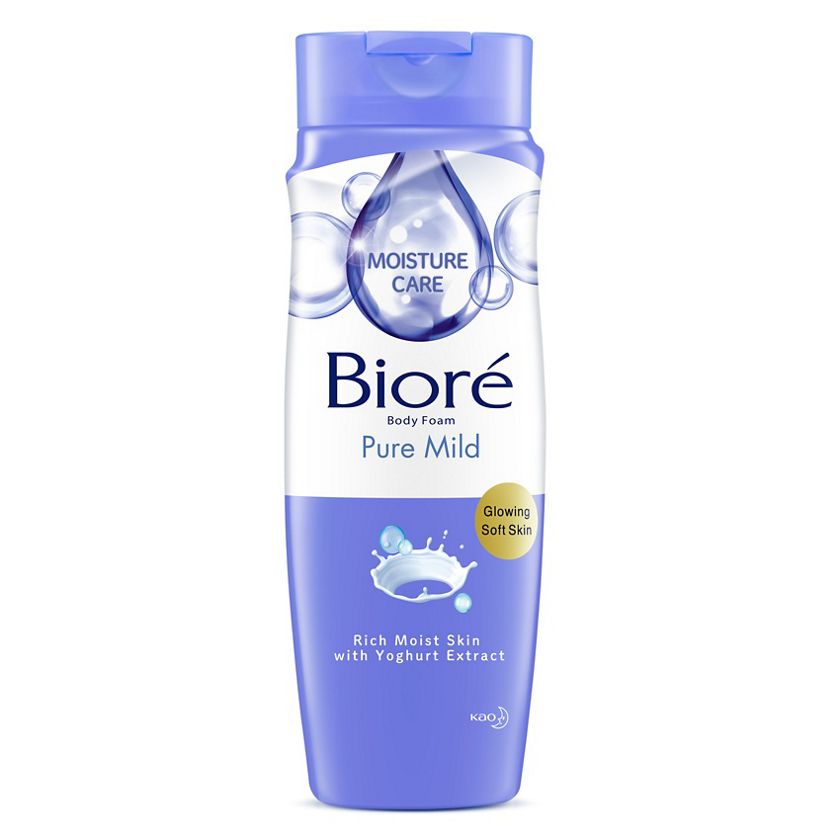 MOISTURE
CARE
Bioré
Body Foam
Pure Mild
Glowing
Soft Skin
Rich Moist Skin
with Yoghurt Extract
Kao